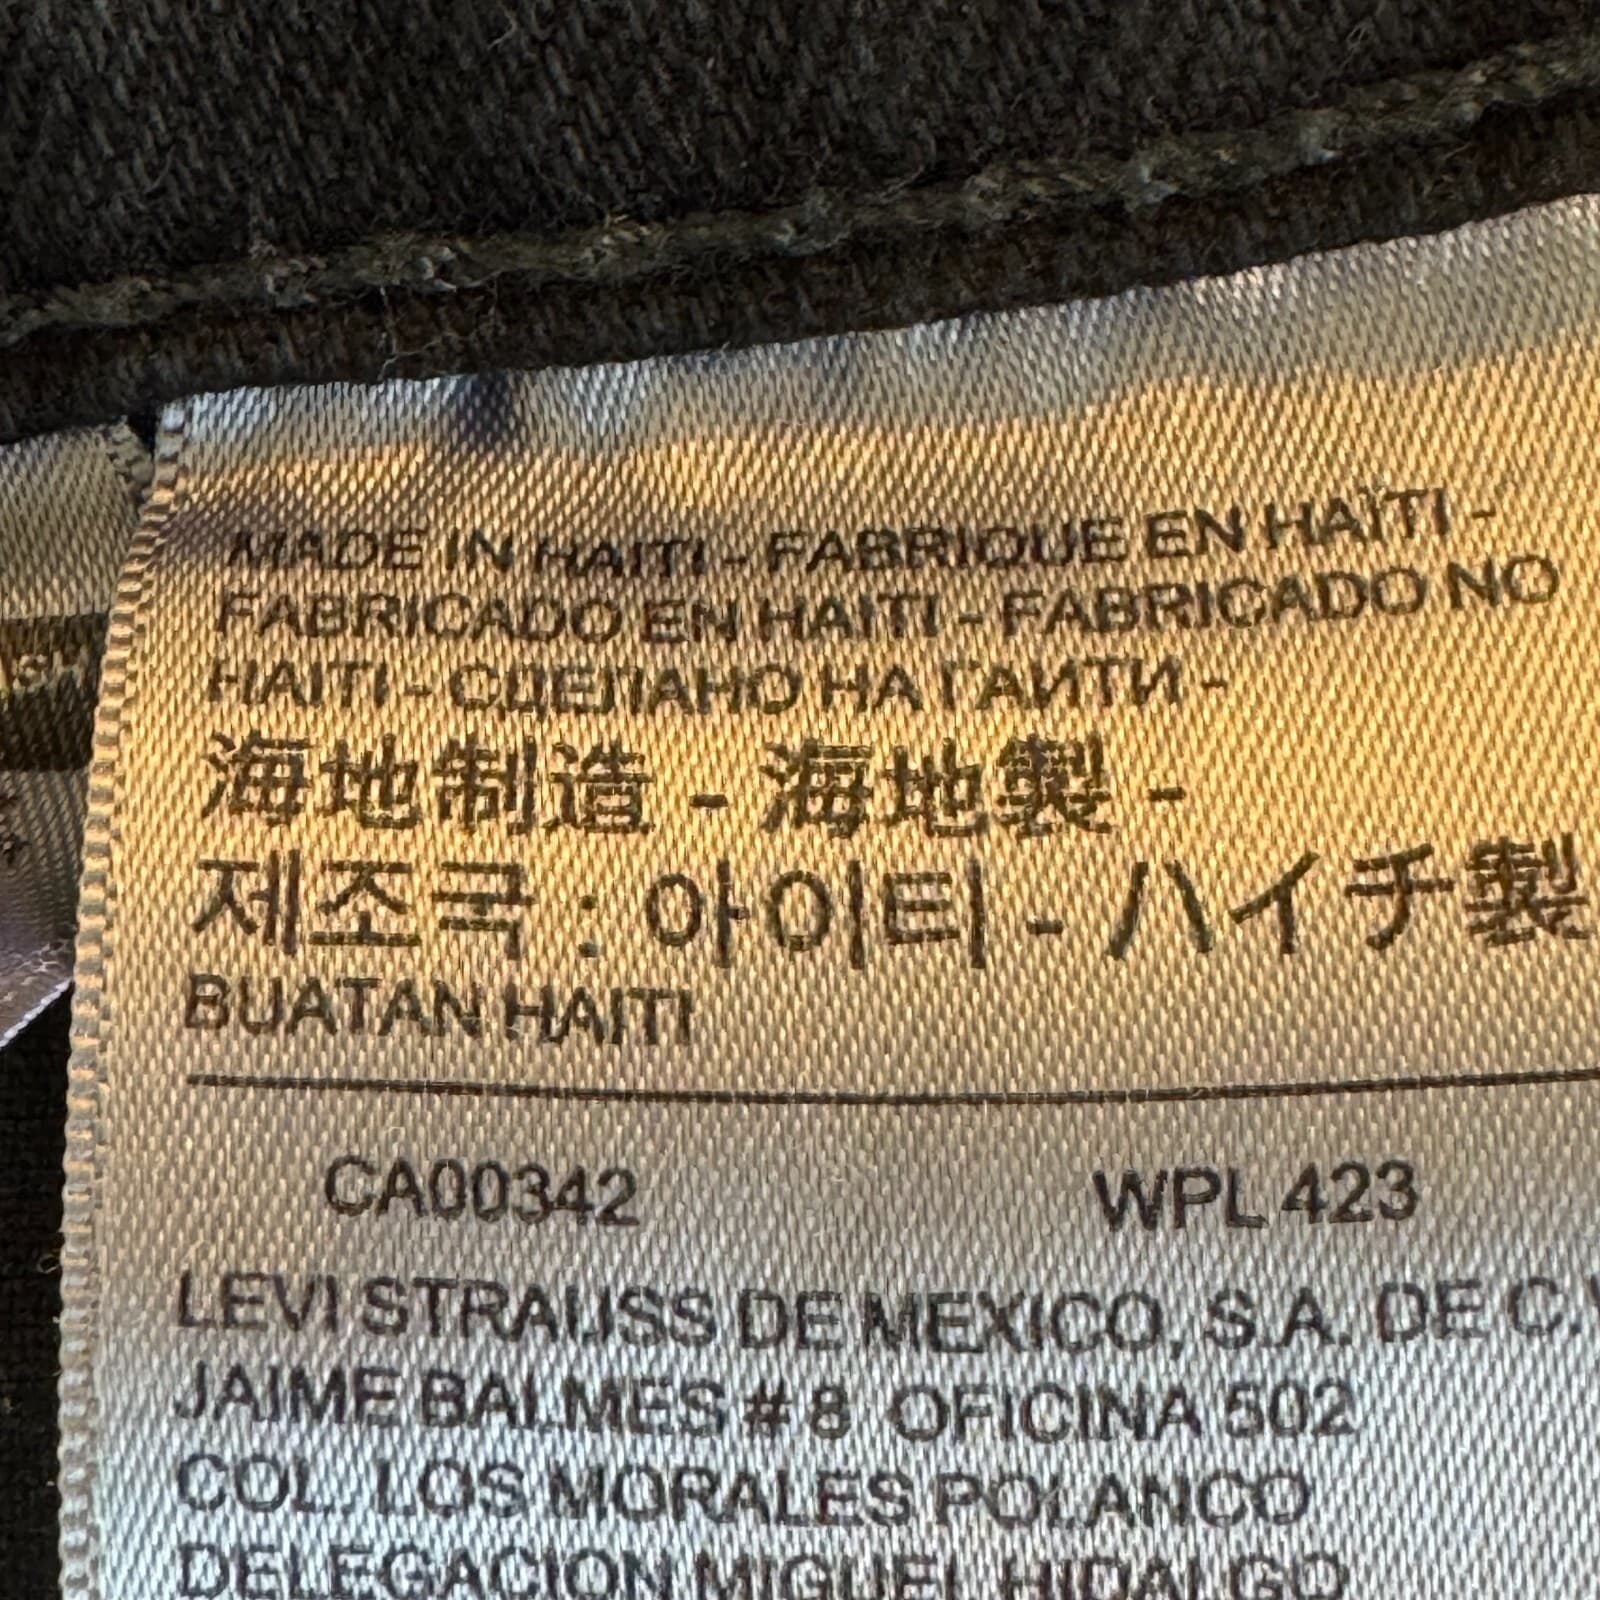 MADE IN HAITI - FABRIQUE EN HAÏTI -
FABRICADO EN HAITI - FABRICADO NO
HAITI - СДЕЛАНО НА ГАИТИ -
海地制造 - 海地製 -
제조국 : 아이티 - ハイチ製
BUATAN HAITI
CA00342 WPL 423
LEVI STRAUSS DE MEXICO, S.A. DE C.
JAIME BALMES # 8 OFICINA 502
COL. LOS MORALES POLANCO
DELEGACION MIGUEL HIDALGO